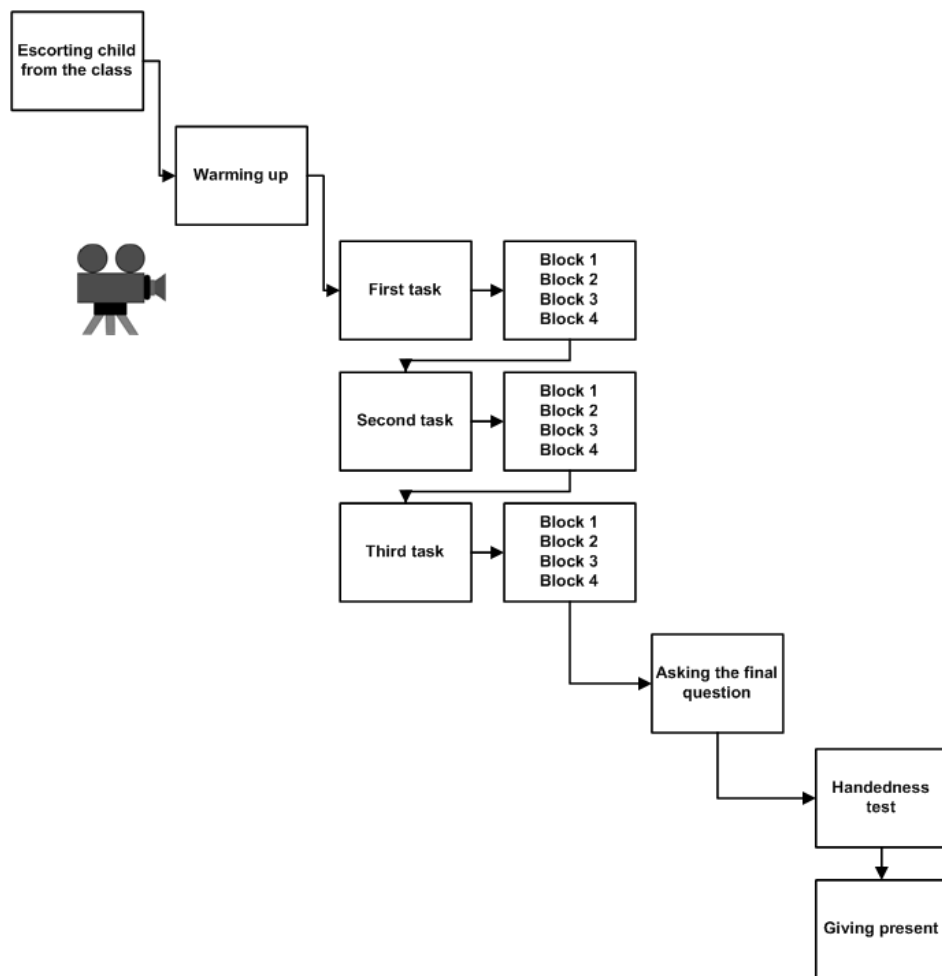 Escorting child
from the class
Warming up
First task
Block 1
Block 2
Block 3
Block 4
Second task
Block 1
Block 2
Block 3
Block 4
Third task
Block 1
Block 2
Block 3
Block 4
Asking the final
question
Handedness
test
Giving present